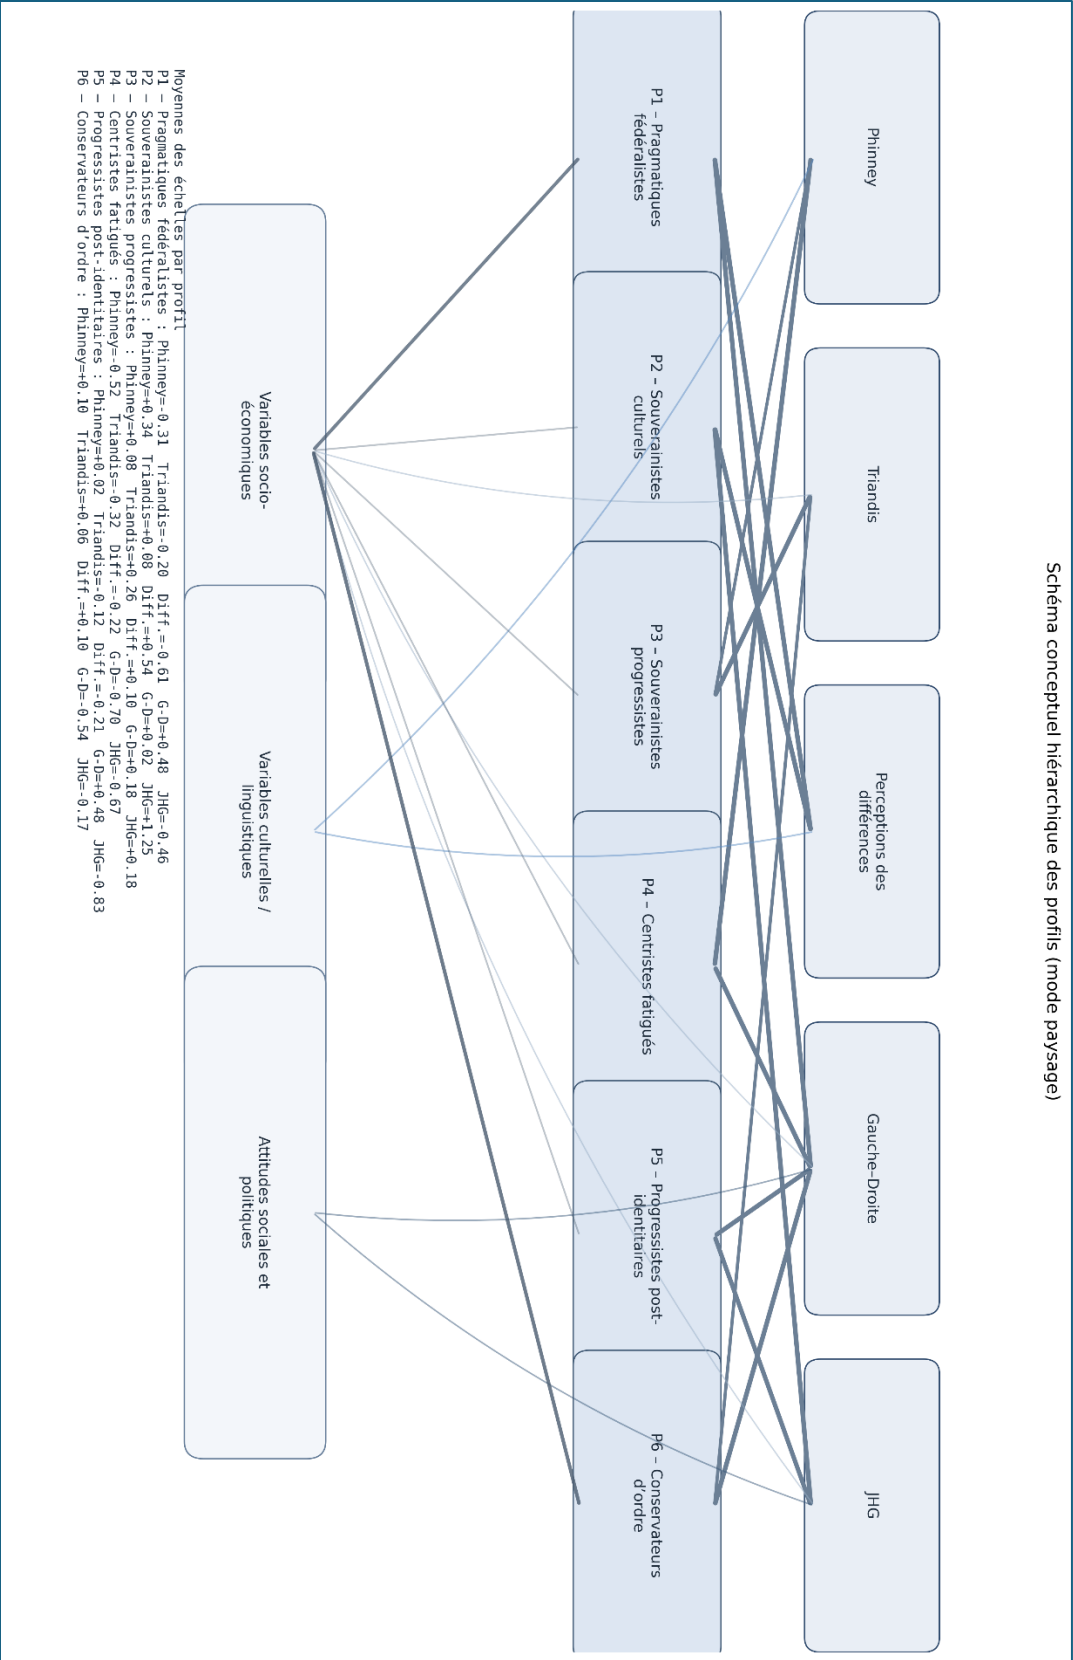 Schéma conceptuel hiérarchique des profils (mode paysage)
Phinney
Triandis
Perceptions des
différences
Gauche–Droite
JHG
P1 – Pragmatiques
fédéralistes
P2 – Souverainistes
culturels
P3 – Souverainistes
progressistes
P4 – Centristes fatigués
P5 – Progressistes post-
identitaires
P6 – Conservateurs
d’ordre
Variables socio-
économiques
Variables culturelles /
linguistiques
Attitudes sociales et
politiques
Moyennes des échelles par profil
P1 – Pragmatiques fédéralistes : Phinney=-0.31 Triandis=-0.20 Diff.=-0.61 G-D=+0.48 JHG=-0.46
P2 – Souverainistes culturels : Phinney=+0.34 Triandis=+0.08 Diff.=+0.54 G-D=+0.02 JHG=+1.25
P3 – Souverainistes progressistes : Phinney=+0.08 Triandis=+0.26 Diff.=+0.10 G-D=+0.18 JHG=+0.18
P4 – Centristes fatigués : Phinney=-0.52 Triandis=-0.32 Diff.=-0.22 G-D=-0.70 JHG=-0.67
P5 – Progressistes post-identitaires : Phinney=+0.02 Triandis=-0.12 Diff.=-0.21 G-D=+0.48 JHG=-0.83
P6 – Conservateurs d’ordre : Phinney=+0.10 Triandis=+0.06 Diff.=+0.10 G-D=-0.54 JHG=-0.17